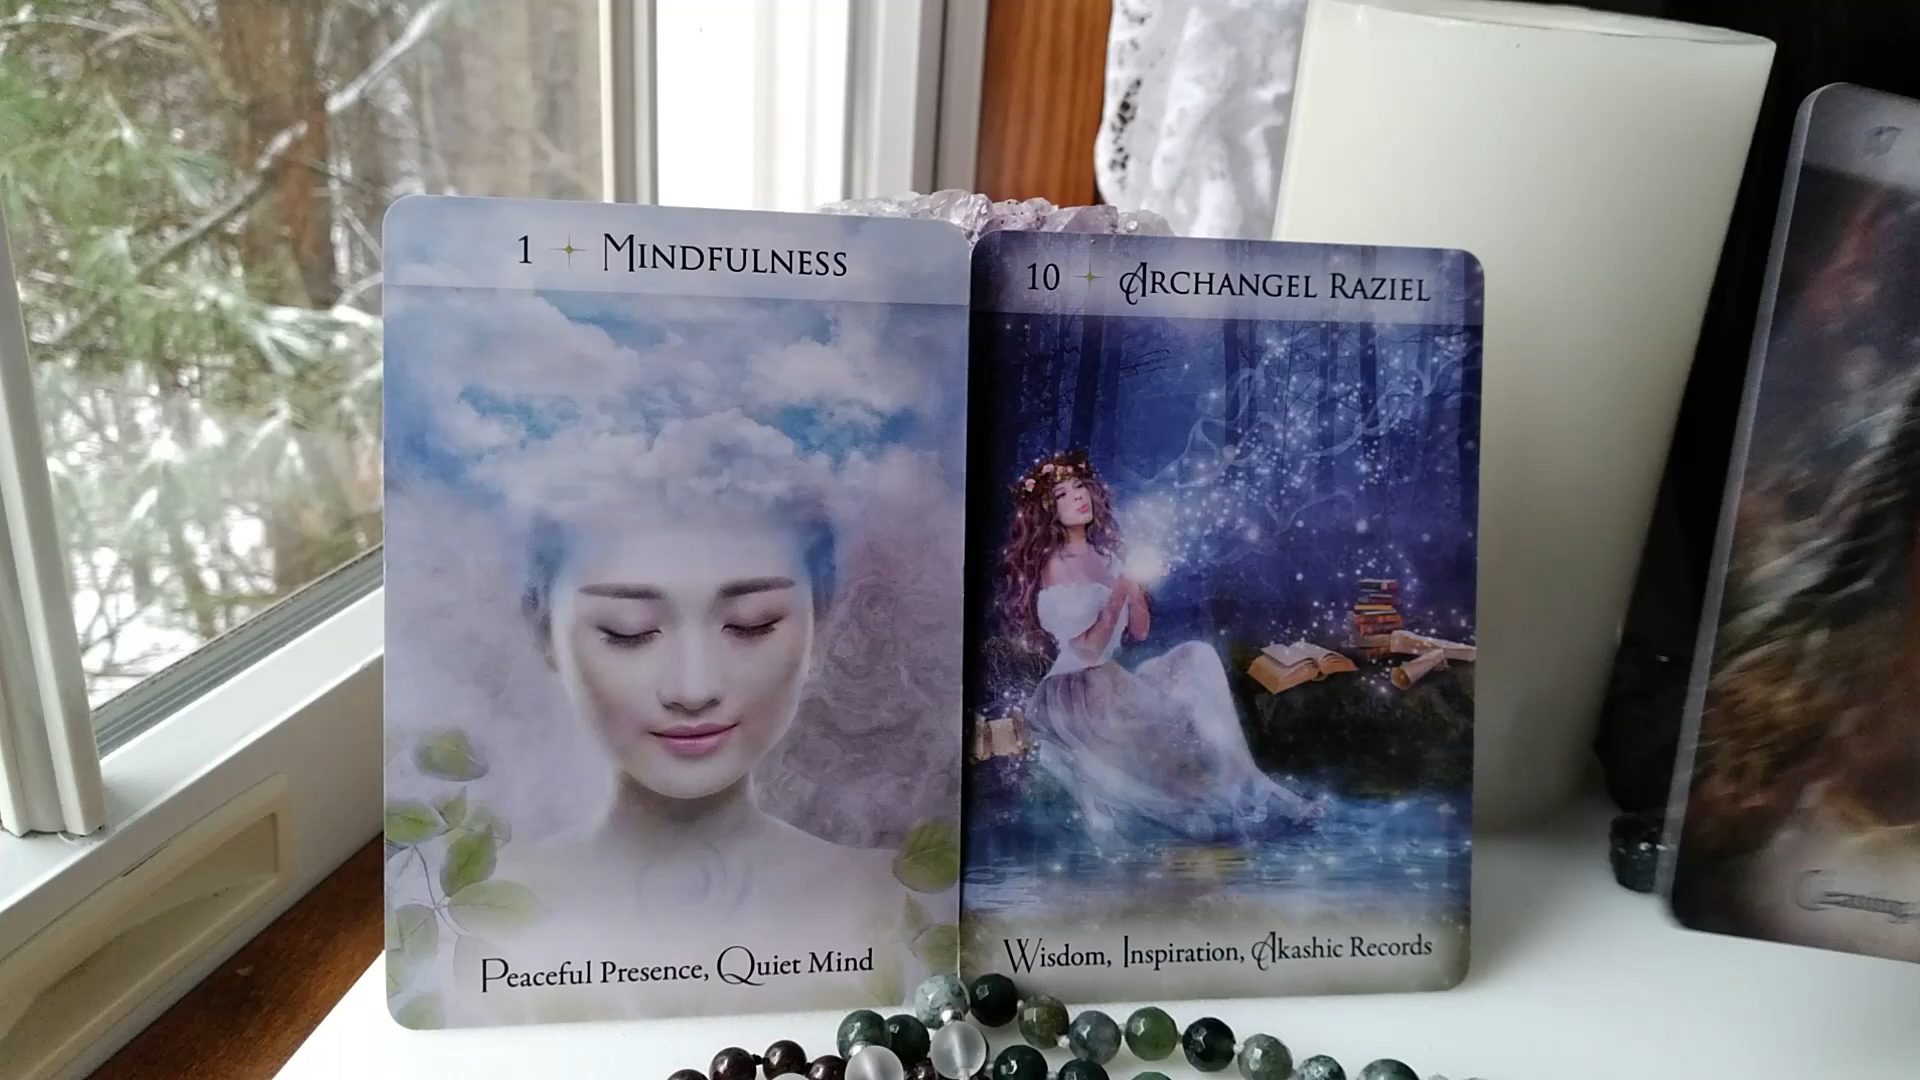 1 Mindfulness
Peaceful Presence, Quiet Mind
10 Archangel Raziel
Wisdom, Inspiration, Akashic Records